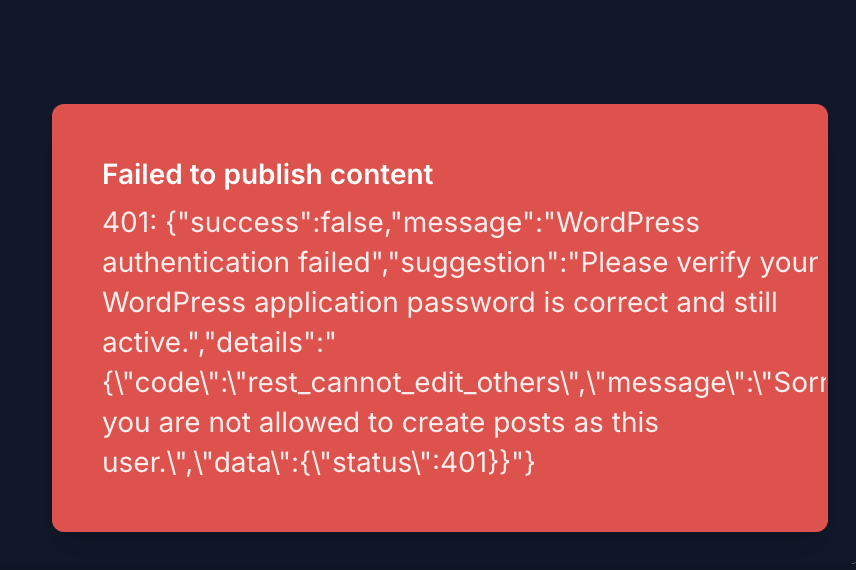 Failed to publish content
401: {"success":false,"message":"WordPress
authentication failed","suggestion":"Please verify your
WordPress application password is correct and still
active.","details":"
{\"code\":\"rest_cannot_edit_others\",\"message\":\"Sorr
you are not allowed to create posts as this
user.\",\"data\":{\"status\":401}}"}